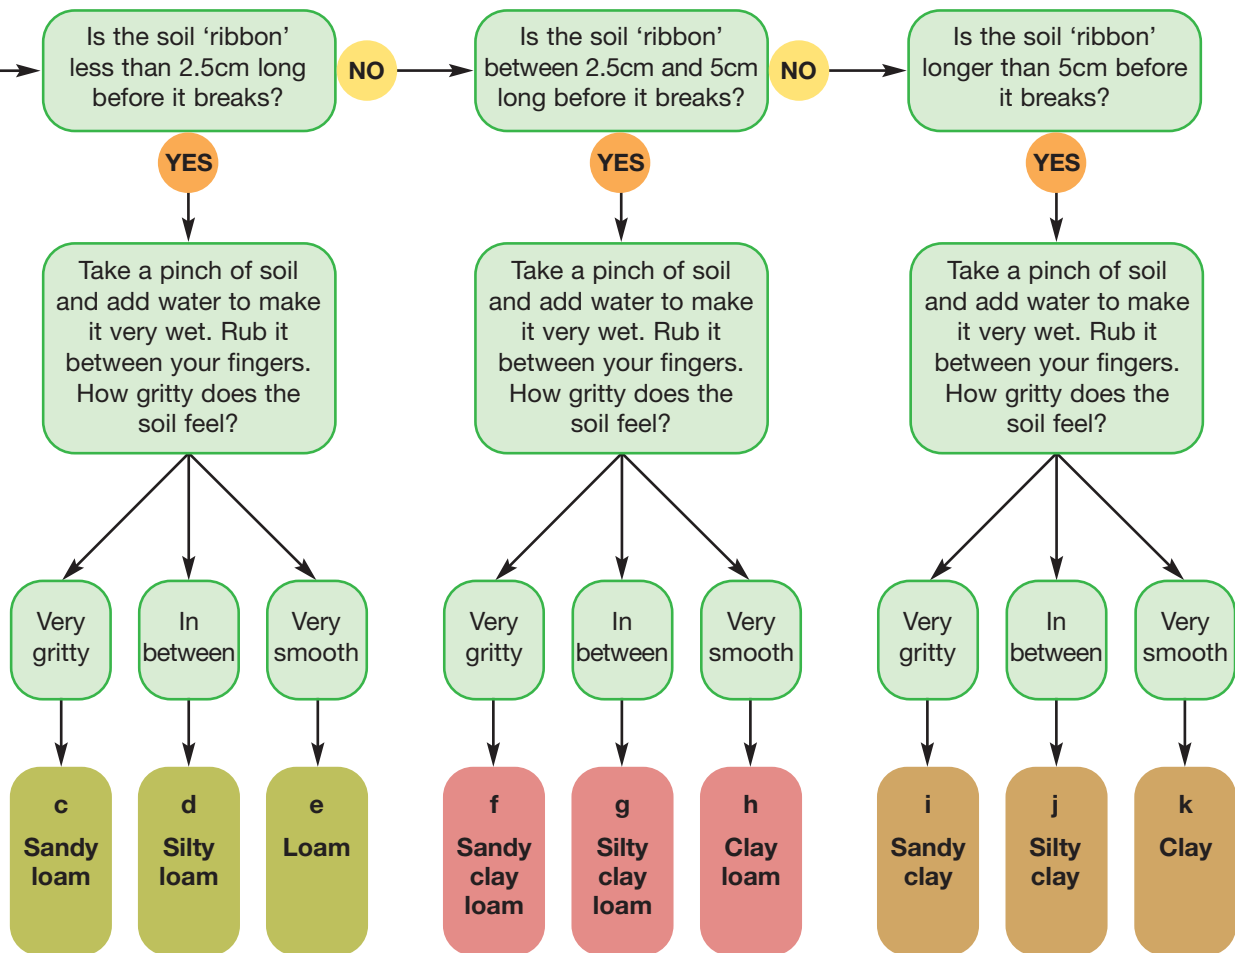 Is the soil ‘ribbon’
less than 2.5cm long
before it breaks?
NO
Is the soil ‘ribbon’
between 2.5cm and 5cm
long before it breaks?
NO
Is the soil ‘ribbon’
longer than 5cm before
it breaks?
YES
YES
YES
Take a pinch of soil
and add water to make
it very wet. Rub it
between your fingers.
How gritty does the
soil feel?
Take a pinch of soil
and add water to make
it very wet. Rub it
between your fingers.
How gritty does the
soil feel?
Take a pinch of soil
and add water to make
it very wet. Rub it
between your fingers.
How gritty does the
soil feel?
Very
gritty
In
between
Very
smooth
Very
gritty
In
between
Very
smooth
Very
gritty
In
between
Very
smooth
c
Sandy
loam
d
Silty
loam
e
Loam
f
Sandy
clay
loam
g
Silty
clay
loam
h
Clay
loam
i
Sandy
clay
j
Silty
clay
k
Clay